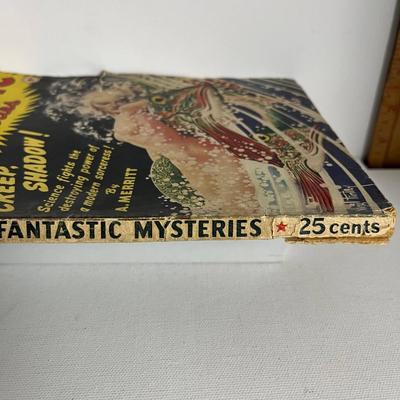 CREEP,
SHADOW!
Science fights the
destroying power of
a modern sorceress!
By
A. MERRITT
FANTASTIC MYSTERIES ★ 25 cents